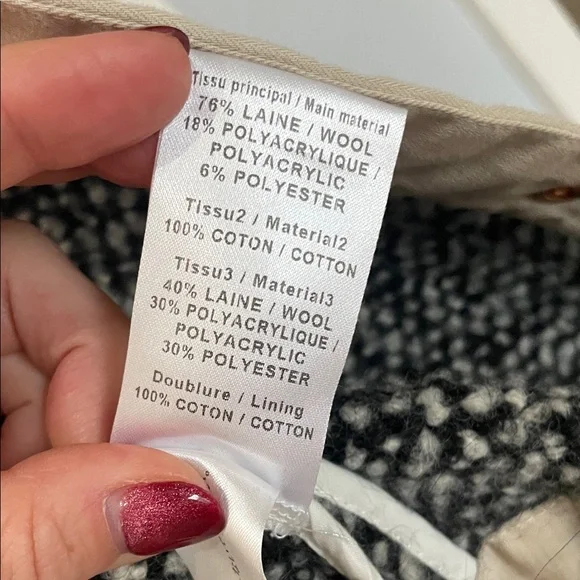 Tissu principal / Main material
76% LAINE / WOOL
18% POLYACRYLIQUE /
POLYACRYLIC
6% POLYESTER
Tissu2 / Material2
100% COTON / COTTON
Tissu3 / Material3
40% LAINE / WOOL
30% POLYACRYLIQUE /
POLYACRYLIC
30% POLYESTER
Doublure / Lining
100% COTON / COTTON